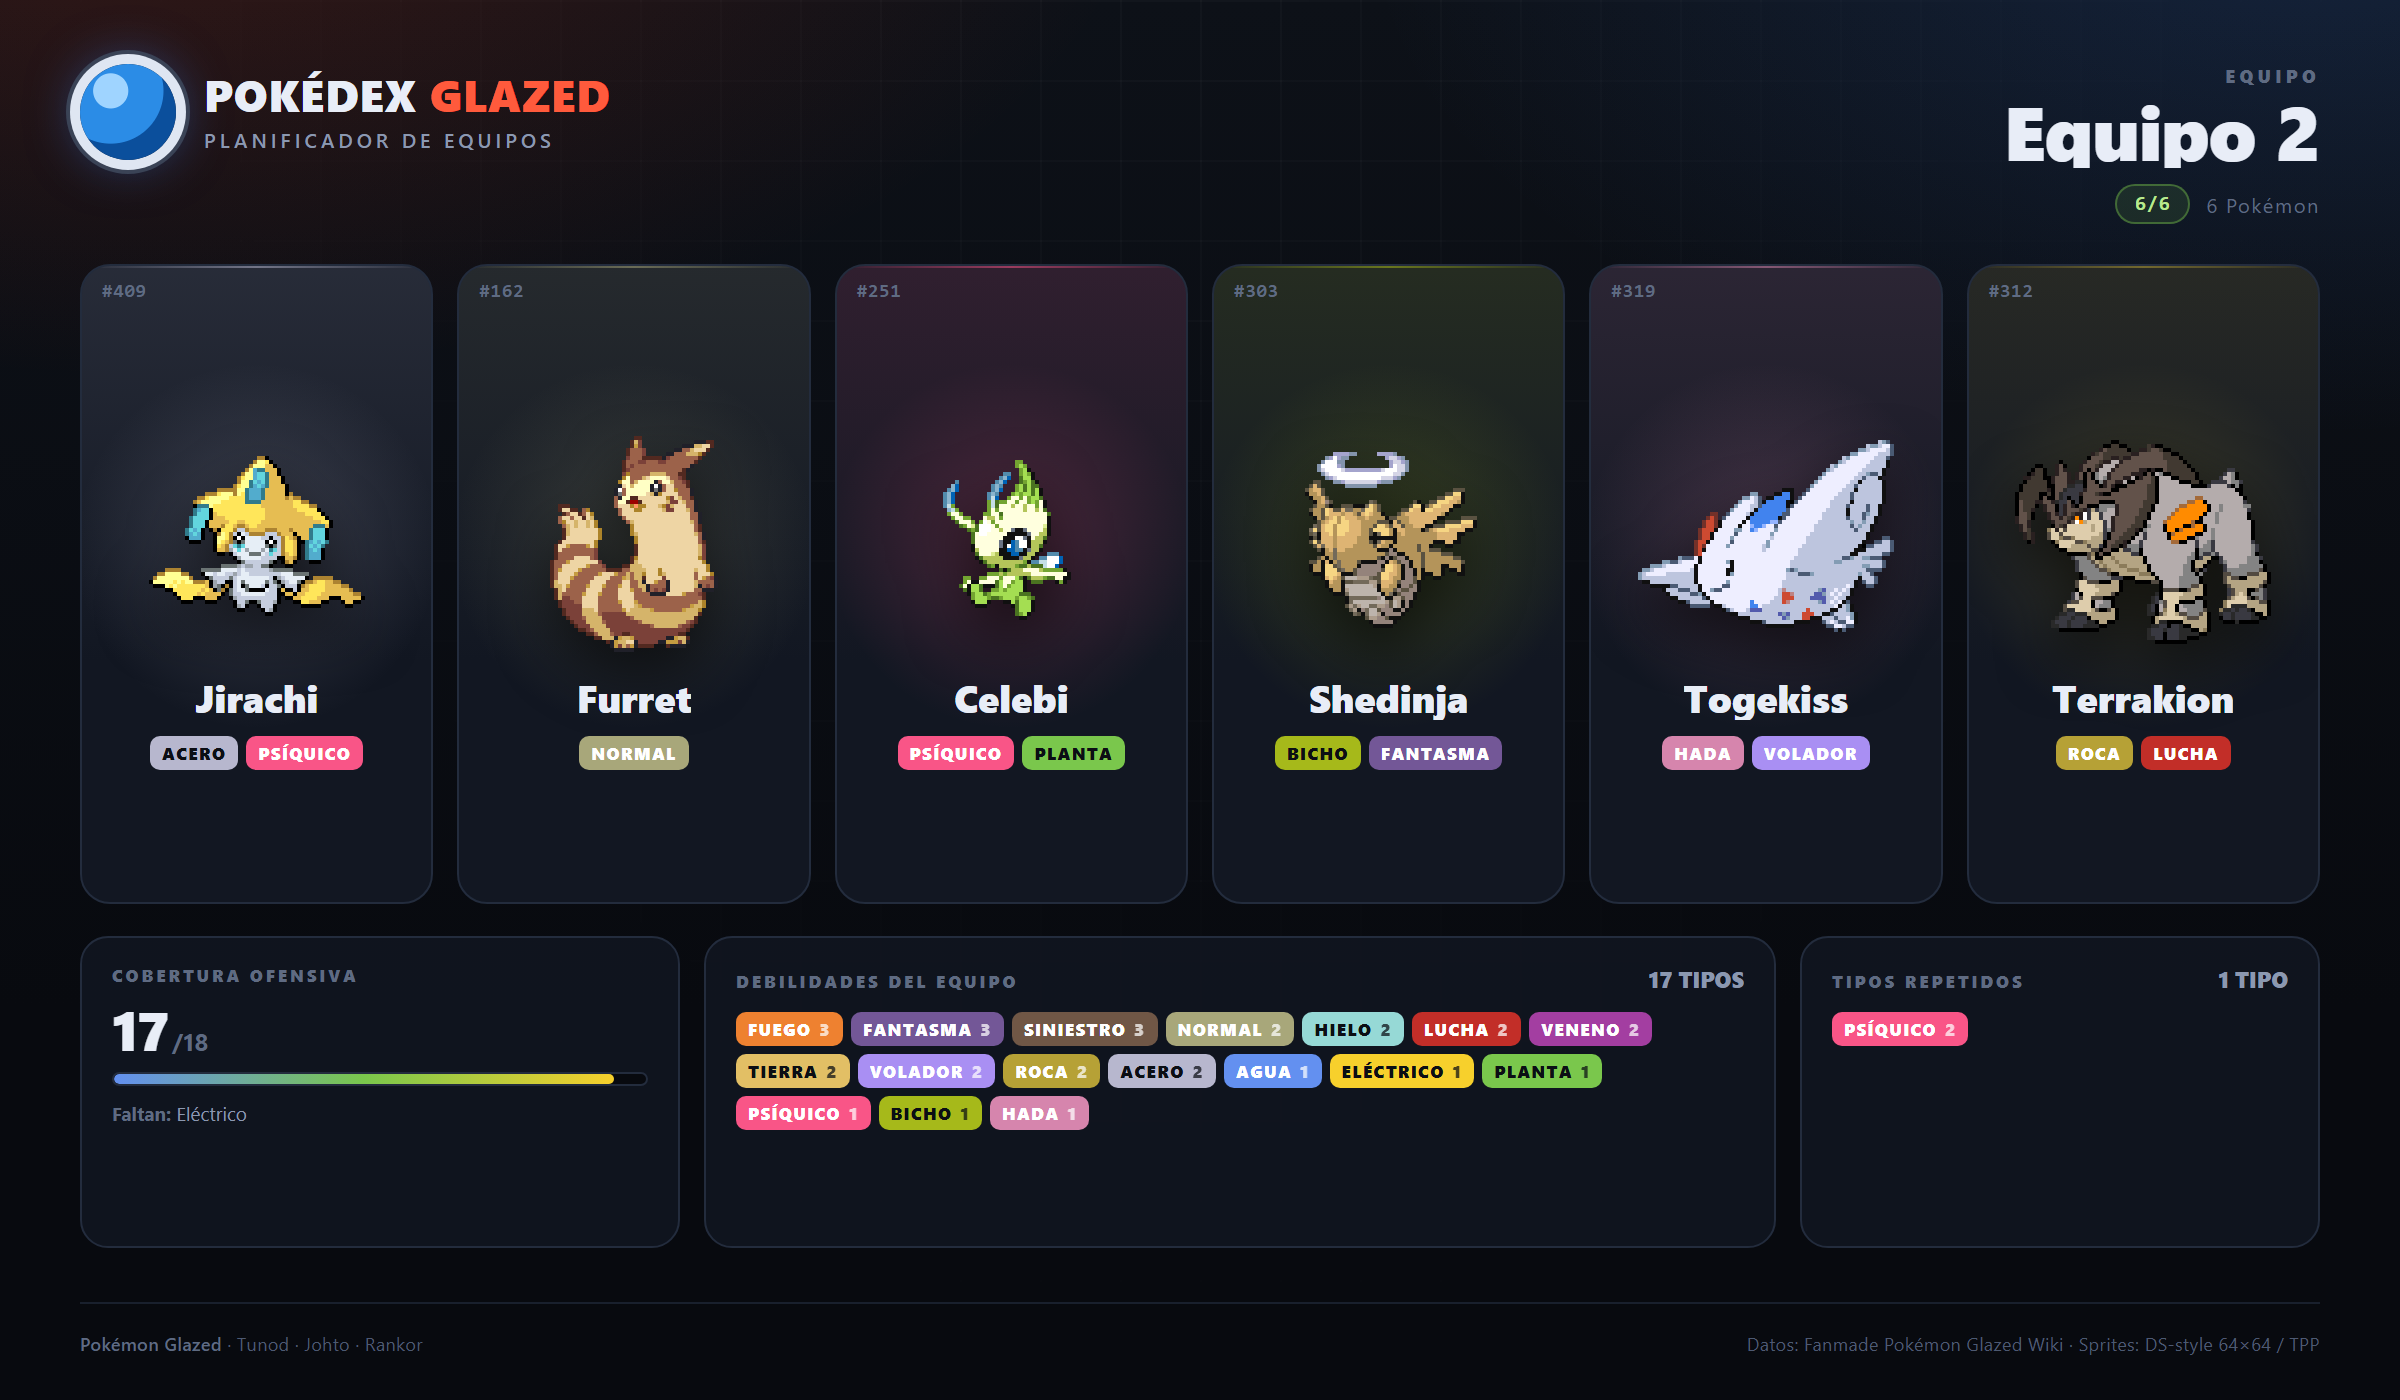 POKÉDEX GLAZED
PLANIFICADOR DE EQUIPOS
EQUIPO
Equipo 2
6/6 6 Pokémon
#409
Jirachi
ACERO PSÍQUICO
#162
Furret
NORMAL
#251
Celebi
PSÍQUICO PLANTA
#303
Shedinja
BICHO FANTASMA
#319
Togekiss
HADA VOLADOR
#312
Terrakion
ROCA LUCHA
COBERTURA OFENSIVA
17/18
Faltan: Eléctrico
DEBILIDADES DEL EQUIPO 17 TIPOS
FUEGO 3 FANTASMA 3 SINIESTRO 3 NORMAL 2 HIELO 2 LUCHA 2 VENENO 2
TIERRA 2 VOLADOR 2 ROCA 2 ACERO 2 AGUA 1 ELÉCTRICO 1 PLANTA 1
PSÍQUICO 1 BICHO 1 HADA 1
TIPOS REPETIDOS 1 TIPO
PSÍQUICO 2
Pokémon Glazed · Tunod · Johto · Rankor
Datos: Fanmade Pokémon Glazed Wiki · Sprites: DS-style 64×64 / TPP